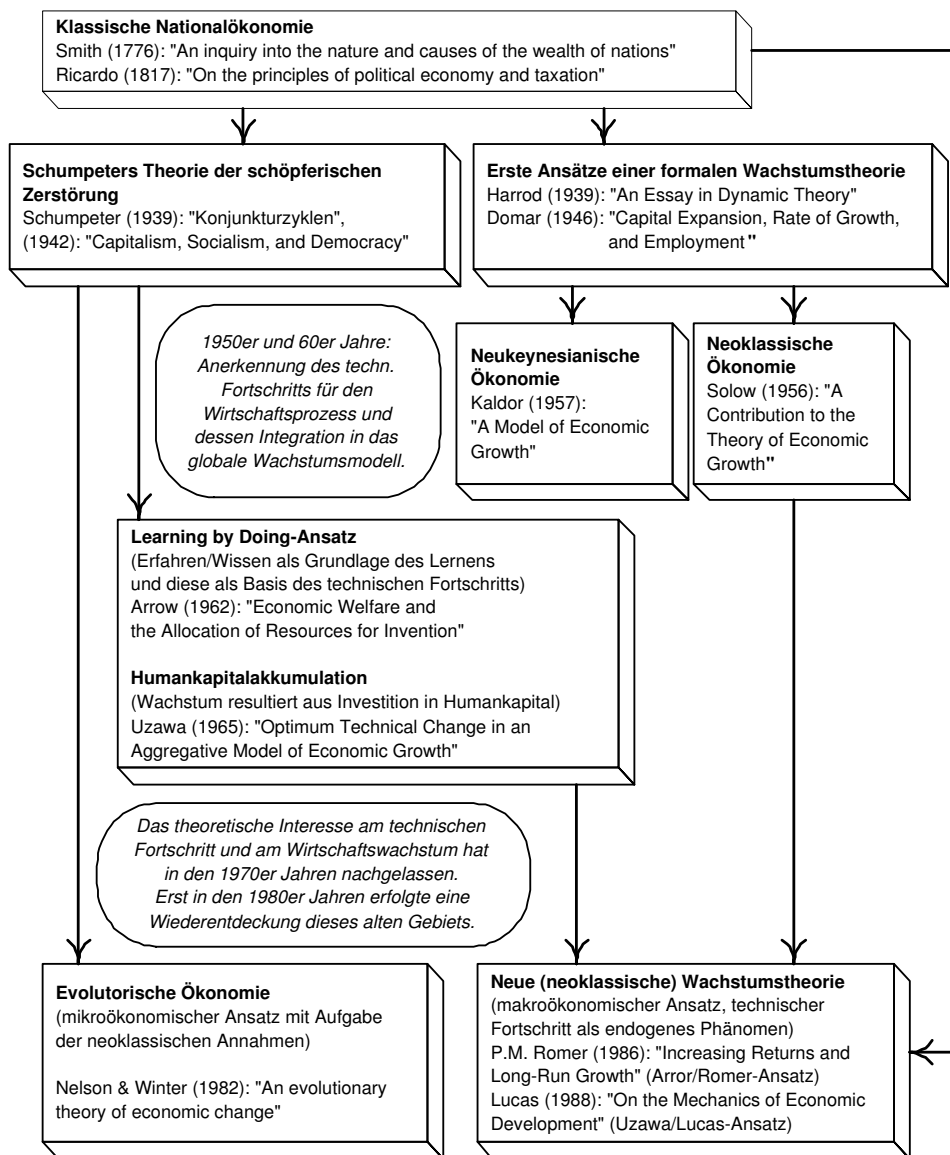 Klassische Nationalökonomie
Smith (1776): "An inquiry into the nature and causes of the wealth of nations"
Ricardo (1817): "On the principles of political economy and taxation"
Schumpeters Theorie der schöpferischen
Zerstörung
Schumpeter (1939): "Konjunkturzyklen",
(1942): "Capitalism, Socialism, and Democracy"
Erste Ansätze einer formalen Wachstumstheorie
Harrod (1939): "An Essay in Dynamic Theory"
Domar (1946): "Capital Expansion, Rate of Growth,
and Employment"
1950er und 60er Jahre:
Anerkennung des techn.
Fortschritts für den
Wirtschaftsprozess und
dessen Integration in das
globale Wachstumsmodell.
Neukeynesianische
Ökonomie
Kaldor (1957):
"A Model of Economic
Growth"
Neoklassische
Ökonomie
Solow (1956): "A
Contribution to the
Theory of Economic
Growth"
Learning by Doing-Ansatz
(Erfahren/Wissen als Grundlage des Lernens
und diese als Basis des technischen Fortschritts)
Arrow (1962): "Economic Welfare and
the Allocation of Resources for Invention"
Humankapitalakkumulation
(Wachstum resultiert aus Investition in Humankapital)
Uzawa (1965): "Optimum Technical Change in an
Aggregative Model of Economic Growth"
Das theoretische Interesse am technischen
Fortschritt und am Wirtschaftswachstum hat
in den 1970er Jahren nachgelassen.
Erst in den 1980er Jahren erfolgte eine
Wiederentdeckung dieses alten Gebiets.
Evolutorische Ökonomie
(mikroökonomischer Ansatz mit Aufgabe
der neoklassischen Annahmen)
Nelson & Winter (1982): "An evolutionary
theory of economic change"
Neue (neoklassische) Wachstumstheorie
(makroökonomischer Ansatz, technischer
Fortschritt als endogenes Phänomen)
P.M. Romer (1986): "Increasing Returns and
Long-Run Growth" (Arror/Romer-Ansatz)
Lucas (1988): "On the Mechanics of Economic
Development" (Uzawa/Lucas-Ansatz)